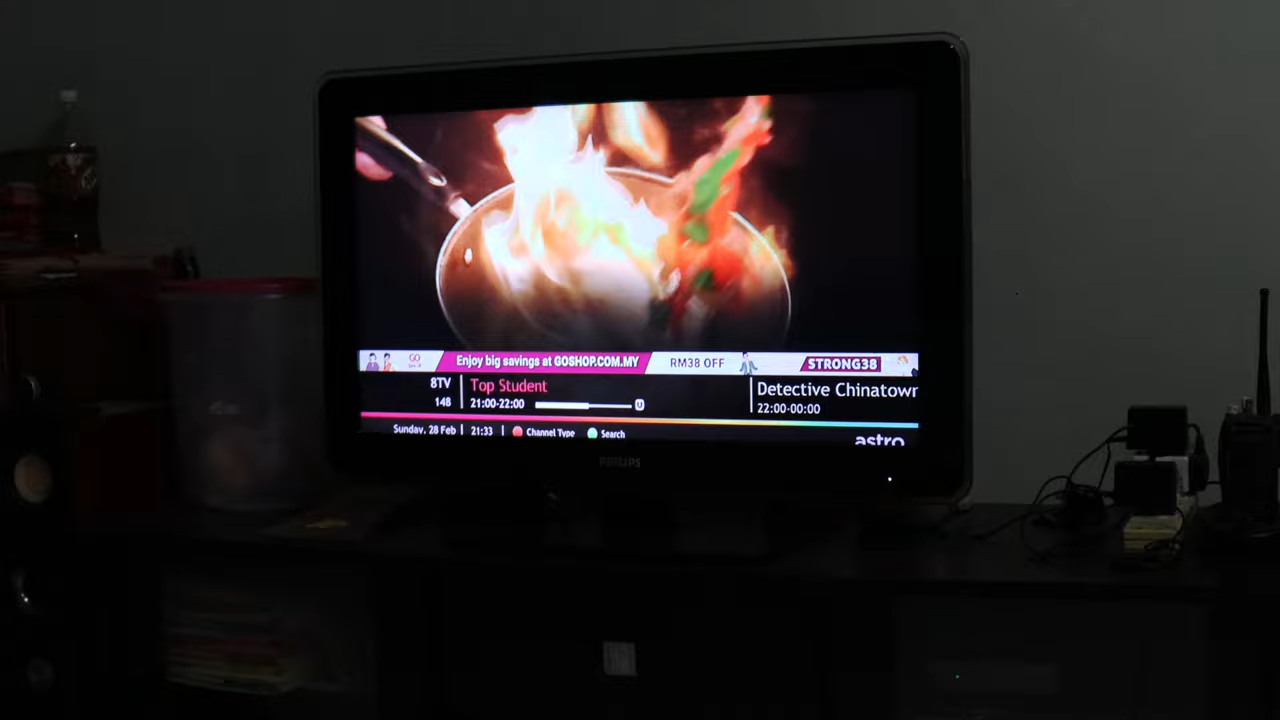 GO
Enjoy big savings at GOSHOP.COM.MY
RM38 OFF
STRONG38
8TV
Top Student
Detective Chinatown
148
21:00-22:00
U
22:00-00:00
Sunday, 28 Feb
21:33
Channel Type
Search
astro
PHILIPS